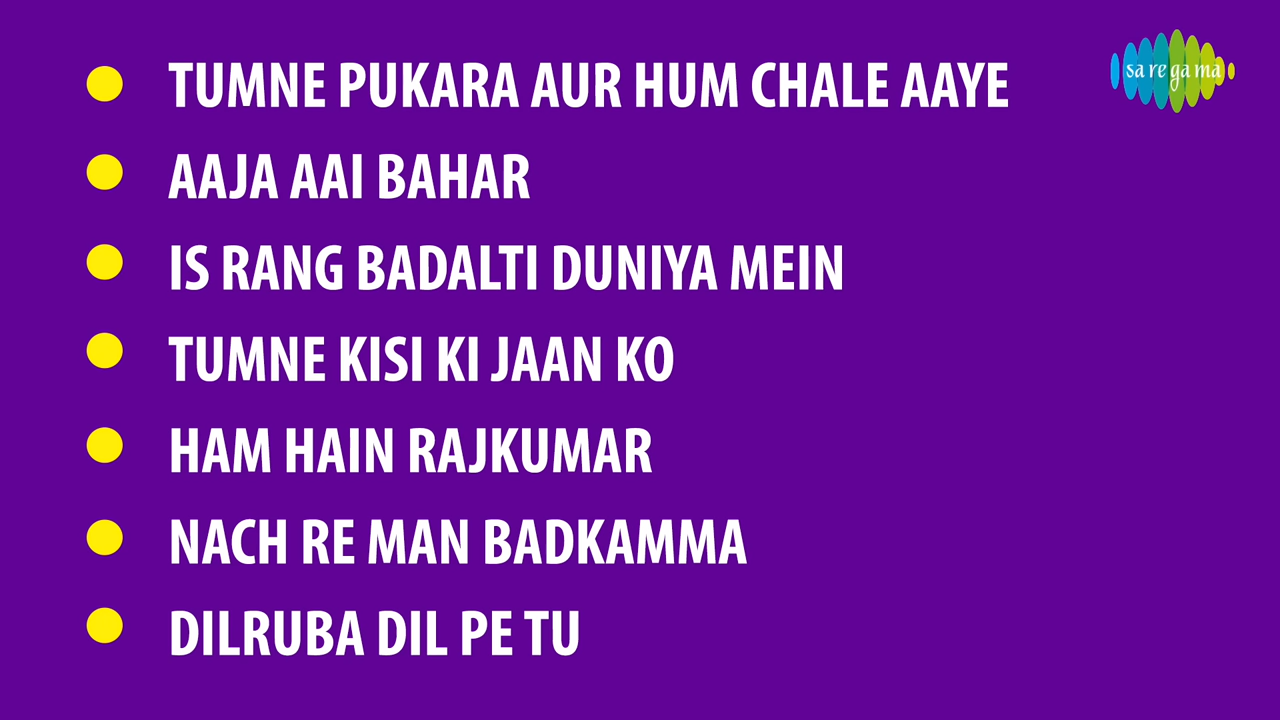 TUMNE PUKARA AUR HUM CHALE AAYE
sa re ga ma
AAJA AAI BAHAR
IS RANG BADALTI DUNIYA MEIN
TUMNE KISI KI JAAN KO
HAM HAIN RAJKUMAR
NACH RE MAN BADKAMMA
DILRUBA DIL PE TU